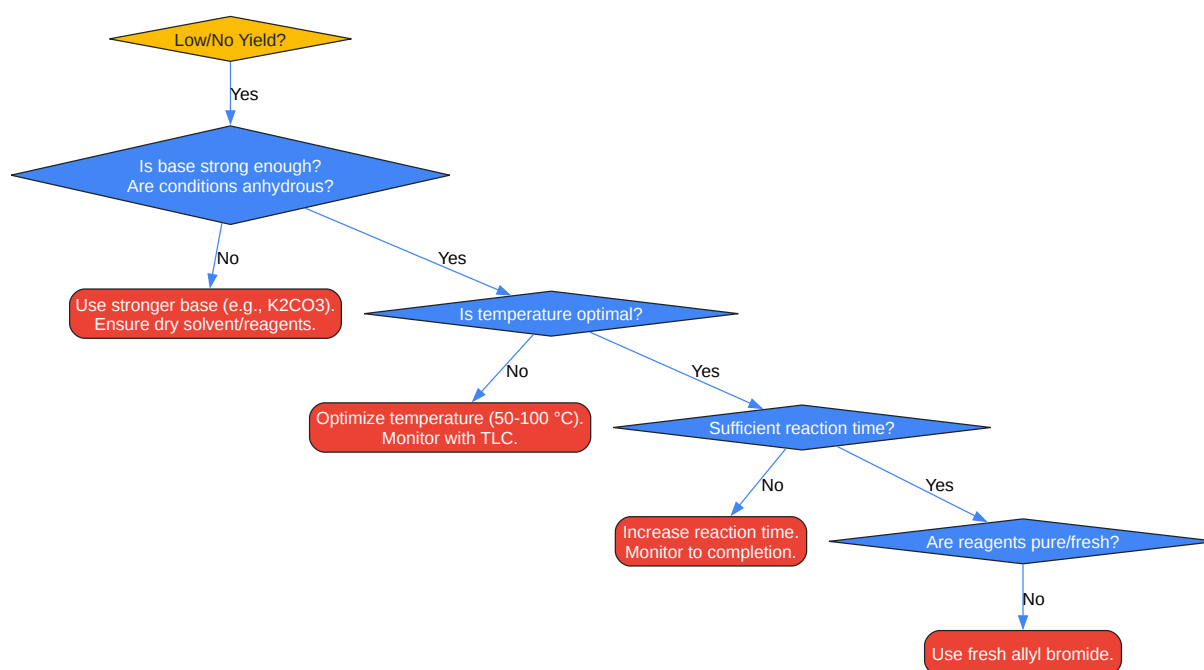 Low/No Yield?
Yes
Is base strong enough?
Are conditions anhydrous?
No
Yes
Use stronger base (e.g., K2CO3).
Ensure dry solvent/reagents.
Is temperature optimal?
No
Yes
Optimize temperature (50-100 °C).
Monitor with TLC.
Sufficient reaction time?
No
Yes
Increase reaction time.
Monitor to completion.
Are reagents pure/fresh?
No
Use fresh allyl bromide.